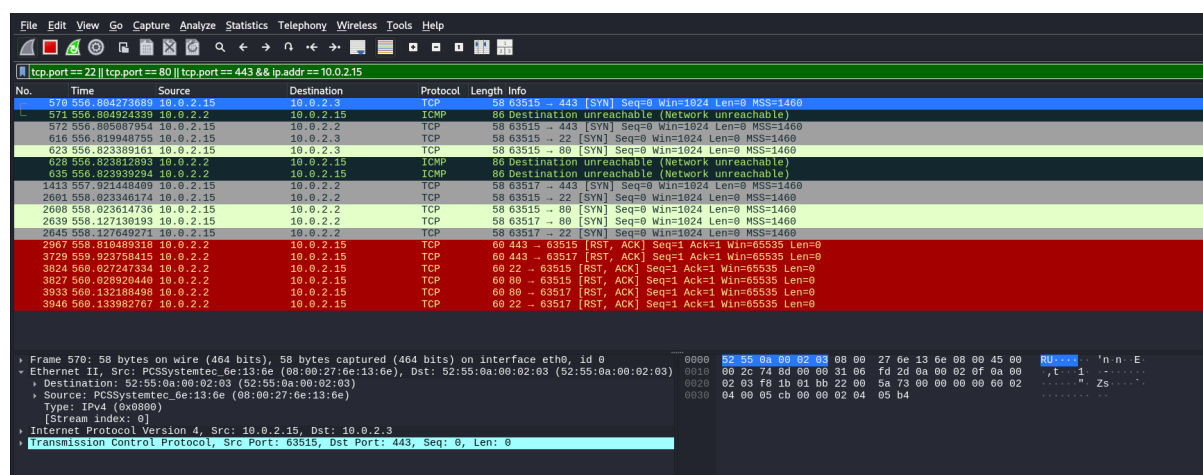 File Edit View Go Capture Analyze Statistics Telephony Wireless Tools Help
tcp.port == 22 || tcp.port == 80 || tcp.port == 443 && ip.addr == 10.0.2.15
No. Time Source Destination Protocol Length Info
570 556.804273689 10.0.2.15 10.0.2.3 TCP 58 63515 → 443 [SYN] Seq=0 Win=1024 Len=0 MSS=1460
571 556.804924339 10.0.2.2 10.0.2.15 ICMP 86 Destination unreachable (Network unreachable)
572 556.805087954 10.0.2.15 10.0.2.2 TCP 58 63515 → 443 [SYN] Seq=0 Win=1024 Len=0 MSS=1460
616 556.819948755 10.0.2.15 10.0.2.3 TCP 58 63515 → 22 [SYN] Seq=0 Win=1024 Len=0 MSS=1460
623 556.823389161 10.0.2.15 10.0.2.3 TCP 58 63515 → 80 [SYN] Seq=0 Win=1024 Len=0 MSS=1460
628 556.823812893 10.0.2.2 10.0.2.15 ICMP 86 Destination unreachable (Network unreachable)
635 556.823939294 10.0.2.2 10.0.2.15 ICMP 86 Destination unreachable (Network unreachable)
1413 557.921448409 10.0.2.15 10.0.2.2 TCP 58 63517 → 443 [SYN] Seq=0 Win=1024 Len=0 MSS=1460
2601 558.023346174 10.0.2.15 10.0.2.2 TCP 58 63515 → 22 [SYN] Seq=0 Win=1024 Len=0 MSS=1460
2608 558.023614736 10.0.2.15 10.0.2.2 TCP 58 63515 → 80 [SYN] Seq=0 Win=1024 Len=0 MSS=1460
2639 558.127130193 10.0.2.15 10.0.2.2 TCP 58 63517 → 80 [SYN] Seq=0 Win=1024 Len=0 MSS=1460
2645 558.127649271 10.0.2.15 10.0.2.2 TCP 58 63517 → 22 [SYN] Seq=0 Win=1024 Len=0 MSS=1460
2967 558.810489318 10.0.2.2 10.0.2.15 TCP 60 443 → 63515 [RST, ACK] Seq=1 Ack=1 Win=65535 Len=0
3729 559.923758415 10.0.2.2 10.0.2.15 TCP 60 443 → 63517 [RST, ACK] Seq=1 Ack=1 Win=65535 Len=0
3824 560.027247334 10.0.2.2 10.0.2.15 TCP 60 22 → 63515 [RST, ACK] Seq=1 Ack=1 Win=65535 Len=0
3827 560.028920440 10.0.2.2 10.0.2.15 TCP 60 80 → 63515 [RST, ACK] Seq=1 Ack=1 Win=65535 Len=0
3933 560.132188498 10.0.2.2 10.0.2.15 TCP 60 80 → 63517 [RST, ACK] Seq=1 Ack=1 Win=65535 Len=0
3946 560.133982767 10.0.2.2 10.0.2.15 TCP 60 22 → 63517 [RST, ACK] Seq=1 Ack=1 Win=65535 Len=0
Frame 570: 58 bytes on wire (464 bits), 58 bytes captured (464 bits) on interface eth0, id 0
Ethernet II, Src: PCSSystemtec_6e:13:6e (08:00:27:6e:13:6e), Dst: 52:55:0a:00:02:03 (52:55:0a:00:02:03)
Destination: 52:55:0a:00:02:03 (52:55:0a:00:02:03)
Source: PCSSystemtec_6e:13:6e (08:00:27:6e:13:6e)
Type: IPv4 (0x0800)
[Stream index: 0]
Internet Protocol Version 4, Src: 10.0.2.15, Dst: 10.0.2.3
Transmission Control Protocol, Src Port: 63515, Dst Port: 443, Seq: 0, Len: 0
0000 52 55 0a 00 02 03 08 00 27 6e 13 6e 08 00 45 00 RU······ 'n·n··E·
0010 00 2c 74 8d 00 00 31 06 fd 2d 0a 00 02 0f 0a 00 ·,t···1· ·-······
0020 02 03 f8 1b 01 bb 22 00 5a 73 00 00 00 00 60 02 ······"· Zs····`·
0030 04 00 05 cb 00 00 02 04 05 b4 ········ ··